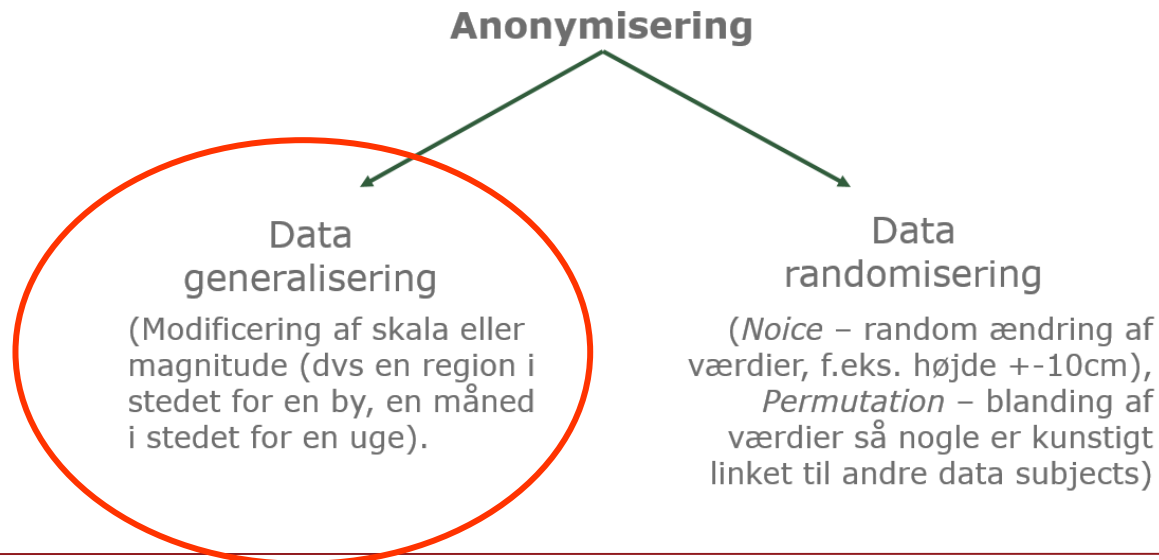 Anonymisering
Data
generalisering
(Modificering af skala eller
magnitude (dvs en region i
stedet for en by, en måned
i stedet for en uge).
Data
randomisering
(Noice – random ændring af
værdier, f.eks. højde +-10cm),
Permutation – blanding af
værdier så nogle er kunstigt
linket til andre data subjects)